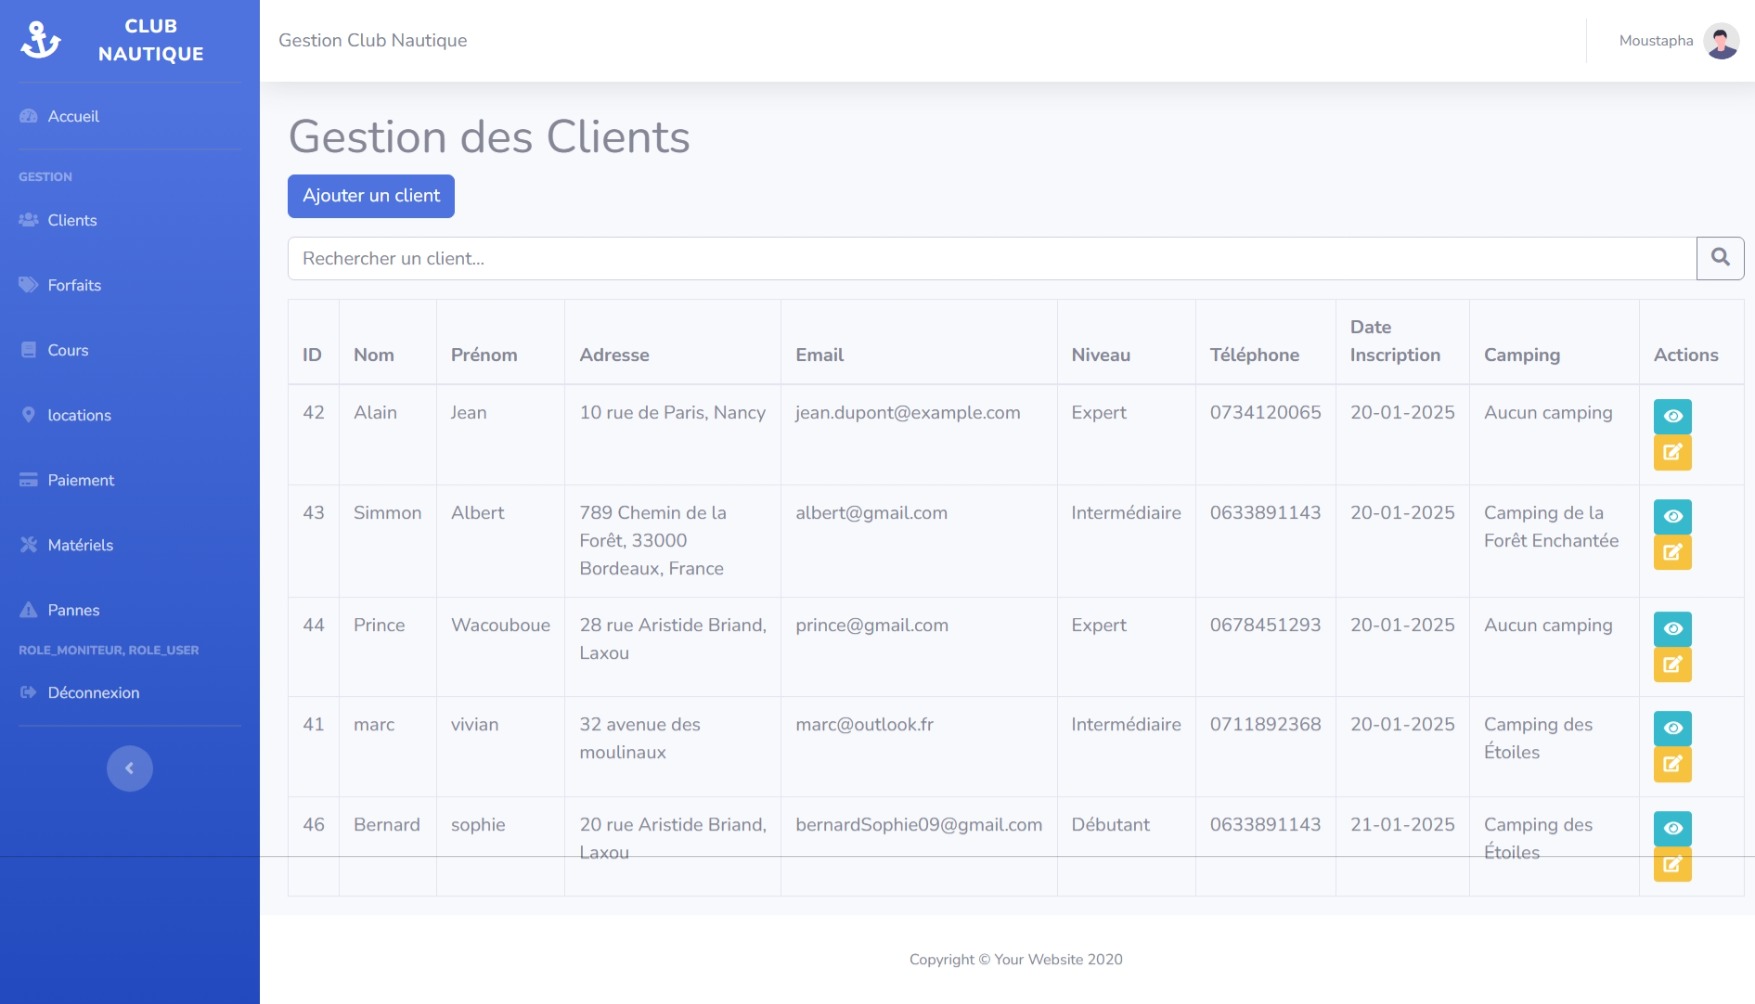 CLUB
NAUTIQUE
Accueil
GESTION
Clients
Forfaits
Cours
locations
Paiement
Matériels
Pannes
ROLE_MONITEUR, ROLE_USER
Déconnexion
Gestion Club Nautique
Moustapha
Gestion des Clients
Ajouter un client
Rechercher un client...
ID Nom Prénom Adresse Email Niveau Téléphone Date Inscription Camping Actions
42 Alain Jean 10 rue de Paris, Nancy jean.dupont@example.com Expert 0734120065 20-01-2025 Aucun camping
43 Simmon Albert 789 Chemin de la albert@gmail.com Intermédiaire 0633891143 20-01-2025 Camping de la
Forêt, 33000 Forêt Enchantée
Bordeaux, France
44 Prince Wacouboue 28 rue Aristide Briand, prince@gmail.com Expert 0678451293 20-01-2025 Aucun camping
Laxou
41 marc vivian 32 avenue des marc@outlook.fr Intermédiaire 0711892368 20-01-2025 Camping des
moulinaux Étoiles
46 Bernard sophie 20 rue Aristide Briand, bernardSophie09@gmail.com Débutant 0633891143 21-01-2025 Camping des
Laxou Étoiles
Copyright © Your Website 2020